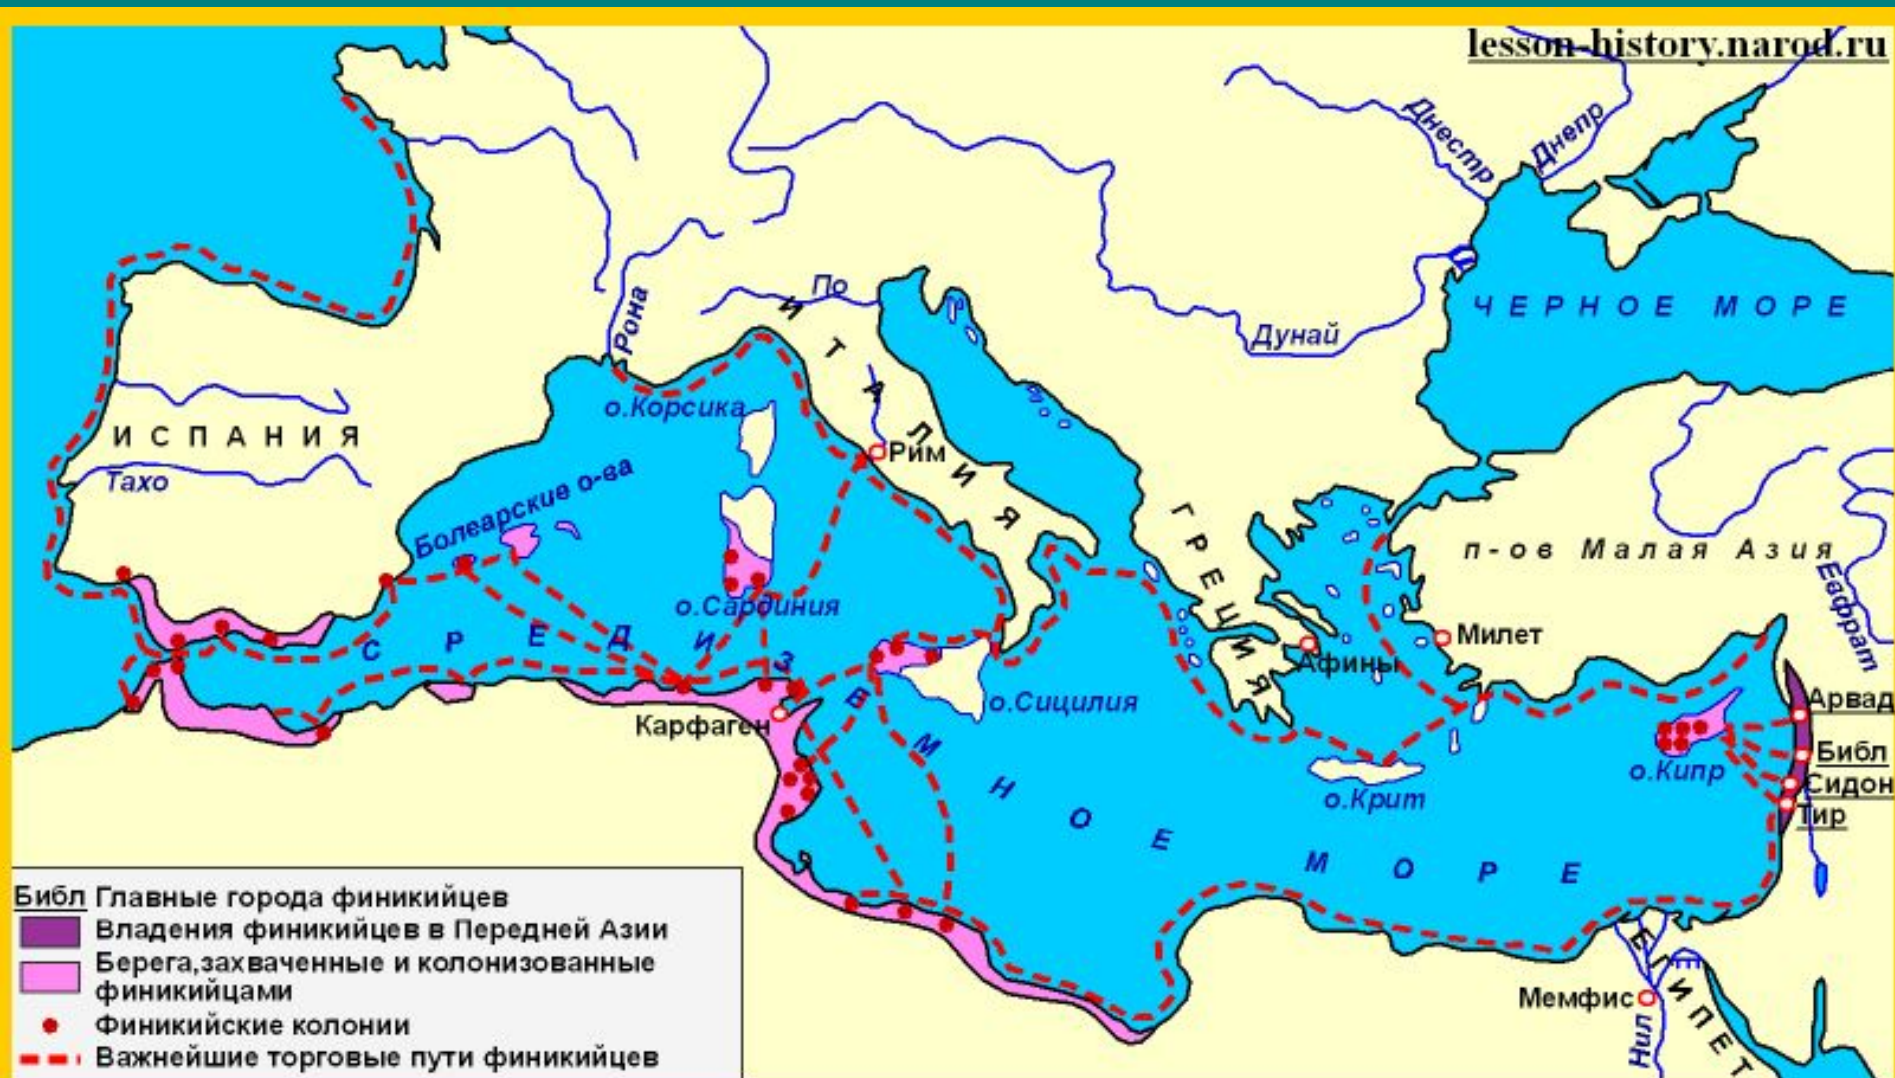 lesson-history.narod.ru
Днестр
Днепр
Рона
По
Дунай
ЧЕРНОЕ МОРЕ
ИТАЛИЯ
о.Корсика
ИСПАНИЯ
Тахо
Рим
Болеарские о-ва
ГРЕЦИЯ
п-ов Малая Азия
Евфрат
о.Сардиния
СРЕДИЗЕМНОЕ МОРЕ
Милет
Афины
о.Сицилия
Карфаген
Арвад
Библ
о.Кипр
Сидон
о.Крит
Тир
ЕГИПЕТ
Мемфис
Нил
Библ Главные города финикийцев
Владения финикийцев в Передней Азии
Берега,захваченные и колонизованные
финикийцами
Финикийские колонии
Важнейшие торговые пути финикийцев